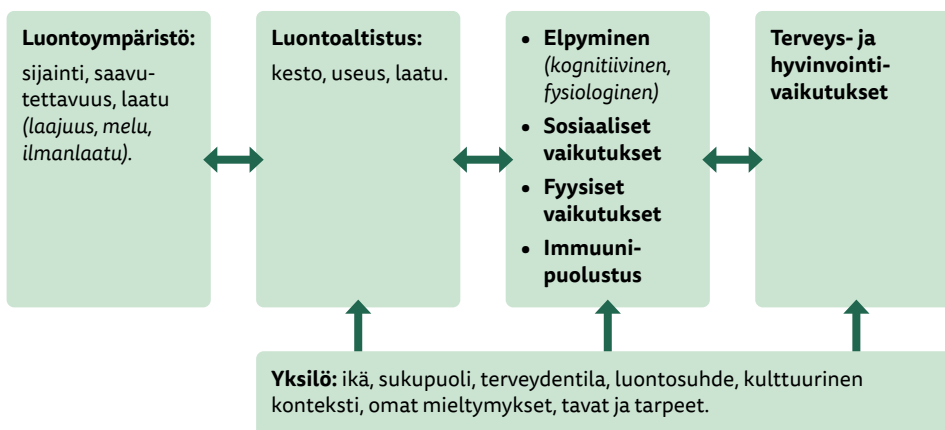 Luontoympäristö:
sijainti, saavu-
tettavuus, laatu
(laajuus, melu,
ilmanlaatu).
Luontoaltistus:
kesto, useus, laatu.
• Elpyminen
(kognitiivinen,
fysiologinen)
• Sosiaaliset
vaikutukset
• Fyysiset
vaikutukset
• Immuuni-
puolustus
Terveys- ja
hyvinvointi-
vaikutukset
Yksilö: ikä, sukupuoli, terveydentila, luontosuhde, kulttuurinen
konteksti, omat mieltymykset, tavat ja tarpeet.